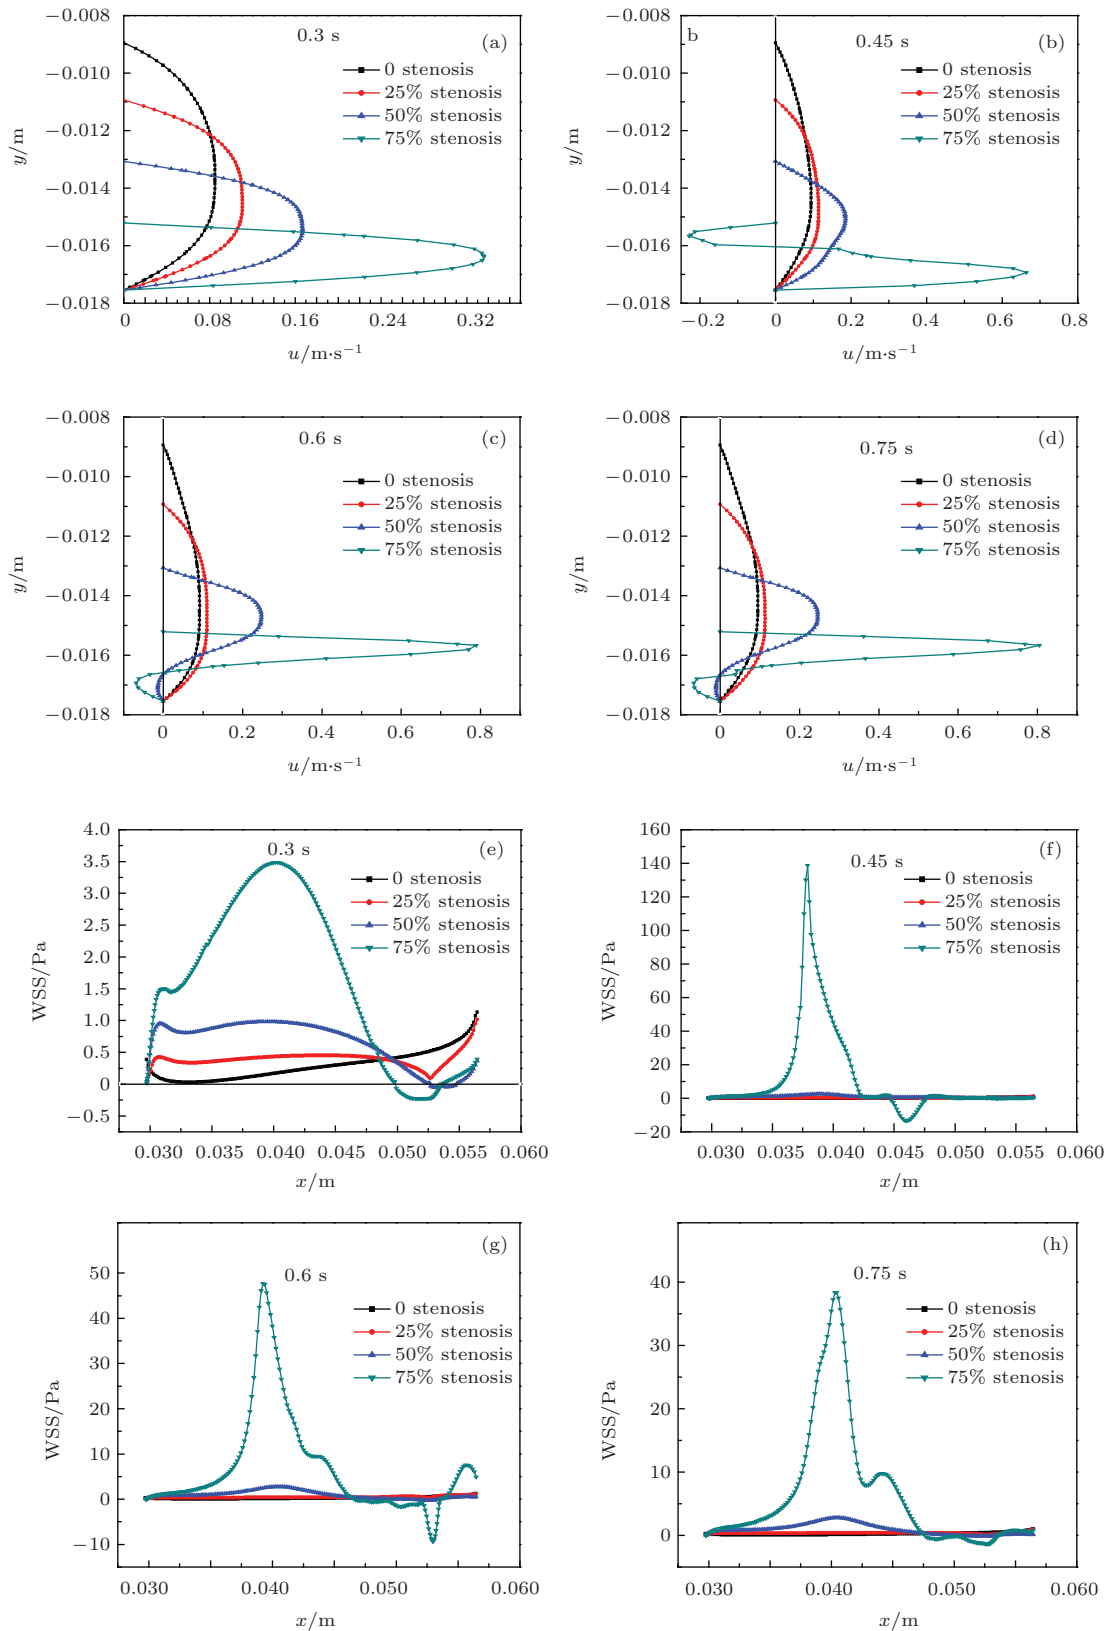 −0.008
0.3 s
(a)
0 stenosis
−0.010
25% stenosis
50% stenosis
−0.012
75% stenosis
y/m
−0.014
−0.016
−0.018
0
0.08
0.16
0.24
0.32
u/m·s−1
−0.008
b
0.45 s
(b)
0 stenosis
−0.010
25% stenosis
50% stenosis
−0.012
75% stenosis
y/m
−0.014
−0.016
−0.018
−0.2
0
0.2
0.4
0.6
0.8
u/m·s−1
−0.008
0.6 s
(c)
−0.010
0 stenosis
25% stenosis
−0.012
50% stenosis
75% stenosis
y/m
−0.014
−0.016
−0.018
0
0.2
0.4
0.6
0.8
u/m·s−1
−0.008
0.75 s
(d)
−0.010
0 stenosis
25% stenosis
−0.012
50% stenosis
75% stenosis
y/m
−0.014
−0.016
−0.018
0
0.2
0.4
0.6
0.8
u/m·s−1
4.0
0.3 s
(e)
3.5
0 stenosis
3.0
25% stenosis
2.5
50% stenosis
75% stenosis
2.0
WSS/Pa
1.5
1.0
0.5
0
−0.5
0.030
0.035
0.040
0.045
0.050
0.055
0.060
x/m
160
0.45 s
(f)
140
0 stenosis
120
25% stenosis
100
50% stenosis
75% stenosis
80
WSS/Pa
60
40
20
0
−20
0.030
0.035
0.040
0.045
0.050
0.055
0.060
x/m
(g)
50
0.6 s
0 stenosis
40
25% stenosis
50% stenosis
30
75% stenosis
WSS/Pa
20
10
0
−10
0.030
0.040
0.050
0.060
x/m
(h)
40
0.75 s
0 stenosis
30
25% stenosis
50% stenosis
75% stenosis
WSS/Pa
20
10
0
0.030
0.040
0.050
0.060
x/m